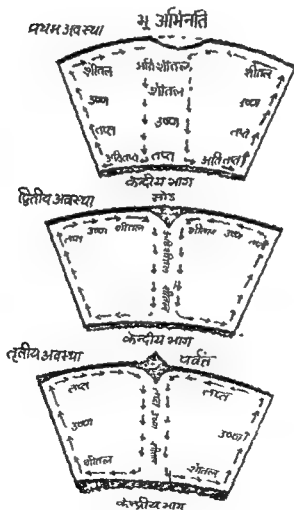 भू अभिनति
प्रथम अवस्था
शीतल अति शीतल शीतल
शीतल
उष्ण उष्ण उष्ण
तप्त तप्त
अतितप्त तप्त अतितप्त
केन्द्रीय भाग
द्वितीय अवस्था मोड
तप्त उष्ण शीतल शीतल उष्ण तप्त
केन्द्रीय भाग
तृतीय अवस्था पर्वत
तप्त तप्त
उष्ण उष्ण
शीतल शीतल
केन्द्रीय भाग